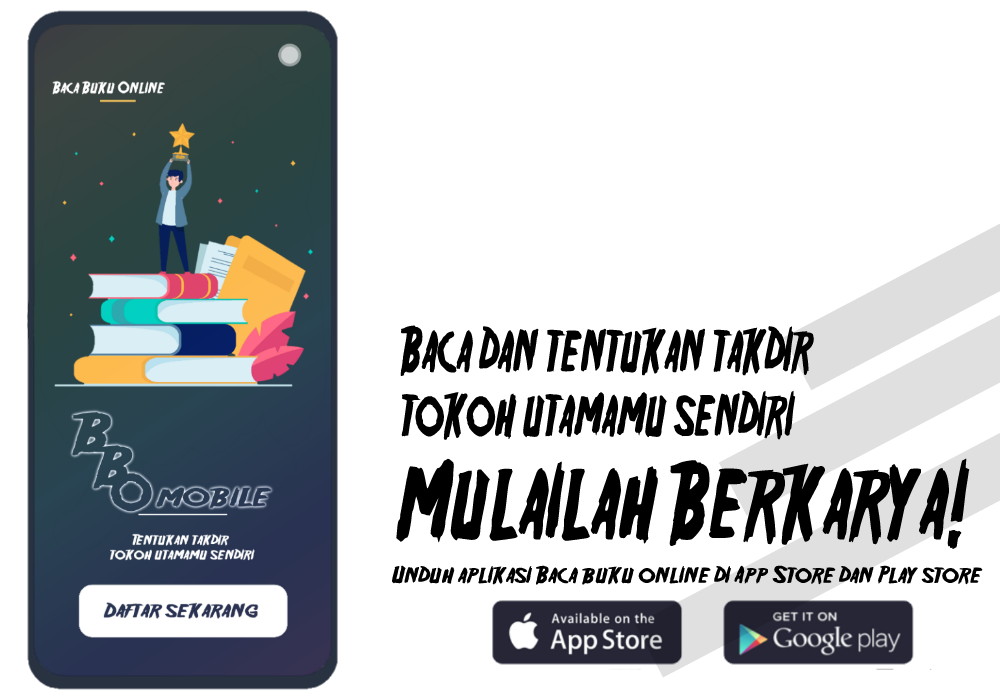 Baca Buku Online
BBO MOBILE
Tentukan takdir
tokoh utamamu sendiri
DAFTAR SEKARANG
Baca dan tentukan takdir
tokoh utamamu sendiri
Mulailah Berkarya!
Unduh aplikasi Baca buku online di App Store dan Play store
Available on the
App Store
GET IT ON
Google play